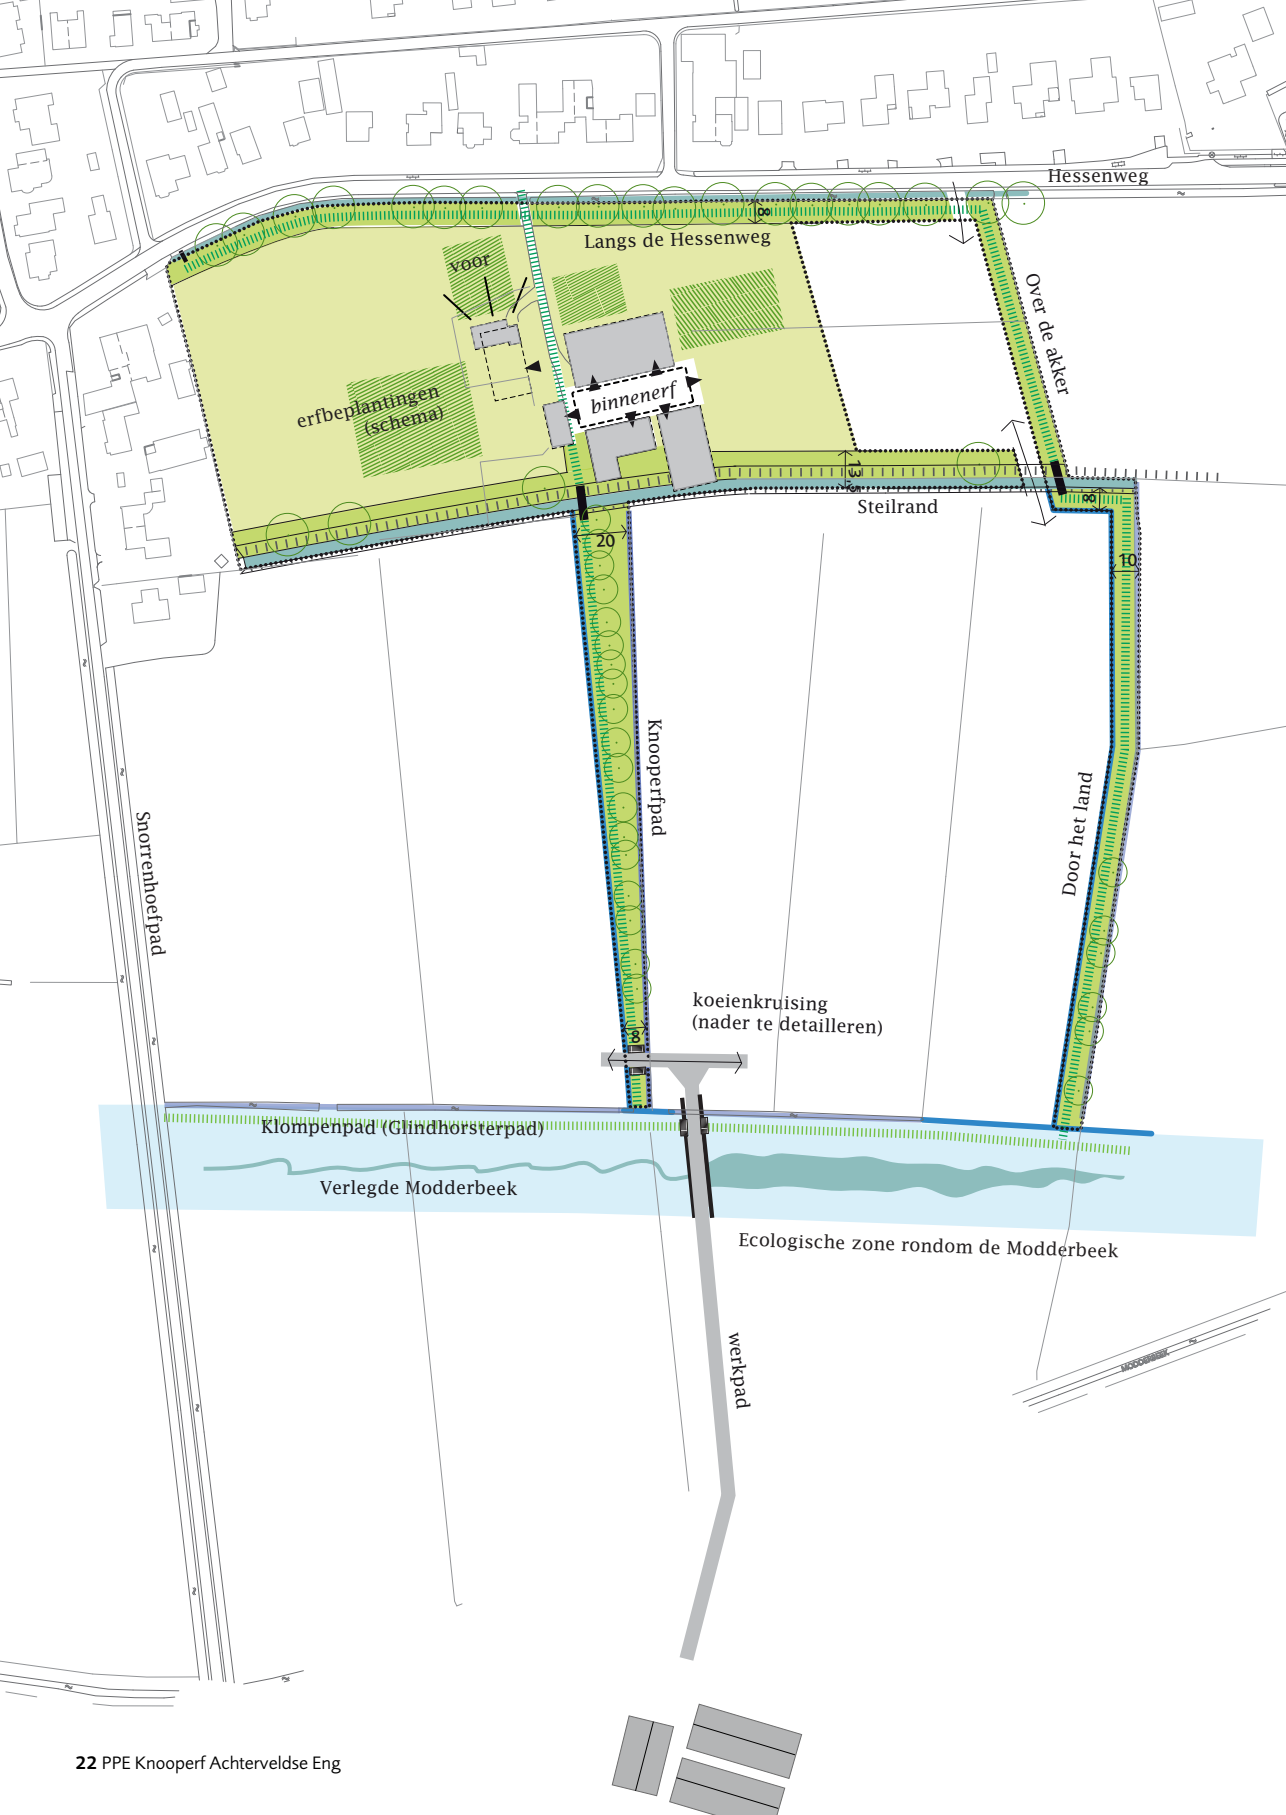 Hessenweg
8
Langs de Hessenweg
voor
Over de akker
erfbeplantingen
(schema)
binnenerf
13,5
Steilrand
8
20
10
Knooperfpad
Door het land
Snorrenhoefpad
koeienkruising
(nader te detailleren)
8
Klompenpad (Glindhorsterpad)
Verlegde Modderbeek
Ecologische zone rondom de Modderbeek
werkpad
MODDERBEEK
22 PPE Knooperf Achterveldse Eng